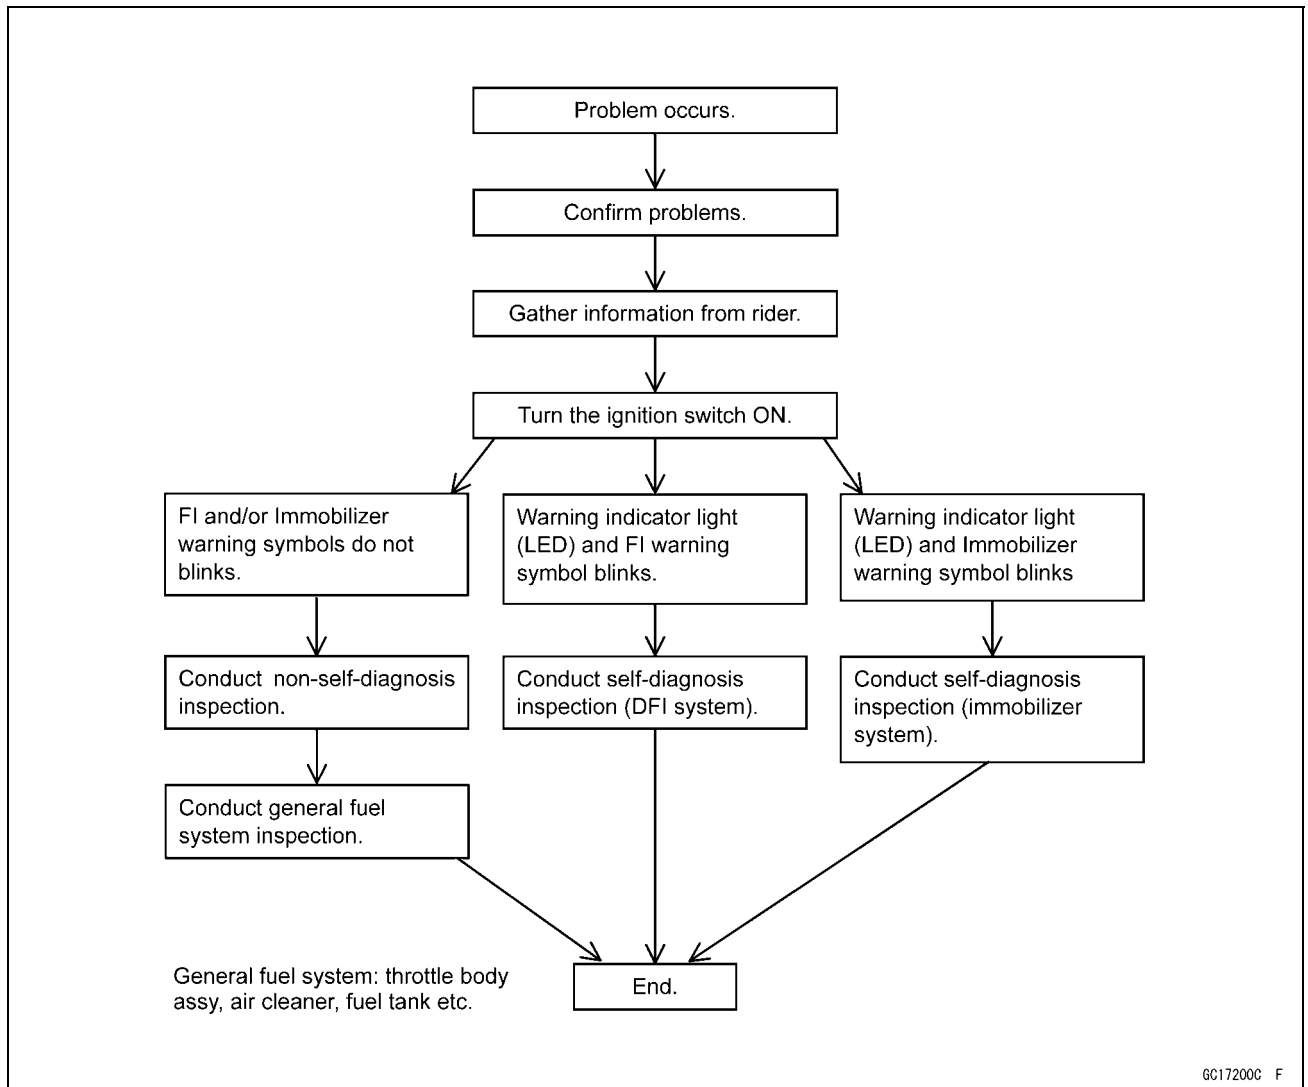 Problem occurs.
Confirm problems.
Gather information from rider.
Turn the ignition switch ON.
FI and/or Immobilizer
warning symbols do not
blinks.
Warning indicator light
(LED) and FI warning
symbol blinks.
Warning indicator light
(LED) and Immobilizer
warning symbol blinks
Conduct non-self-diagnosis
inspection.
Conduct self-diagnosis
inspection (DFI system).
Conduct self-diagnosis
inspection (immobilizer
system).
Conduct general fuel
system inspection.
General fuel system: throttle body
assy, air cleaner, fuel tank etc.
End.
GC17200C F